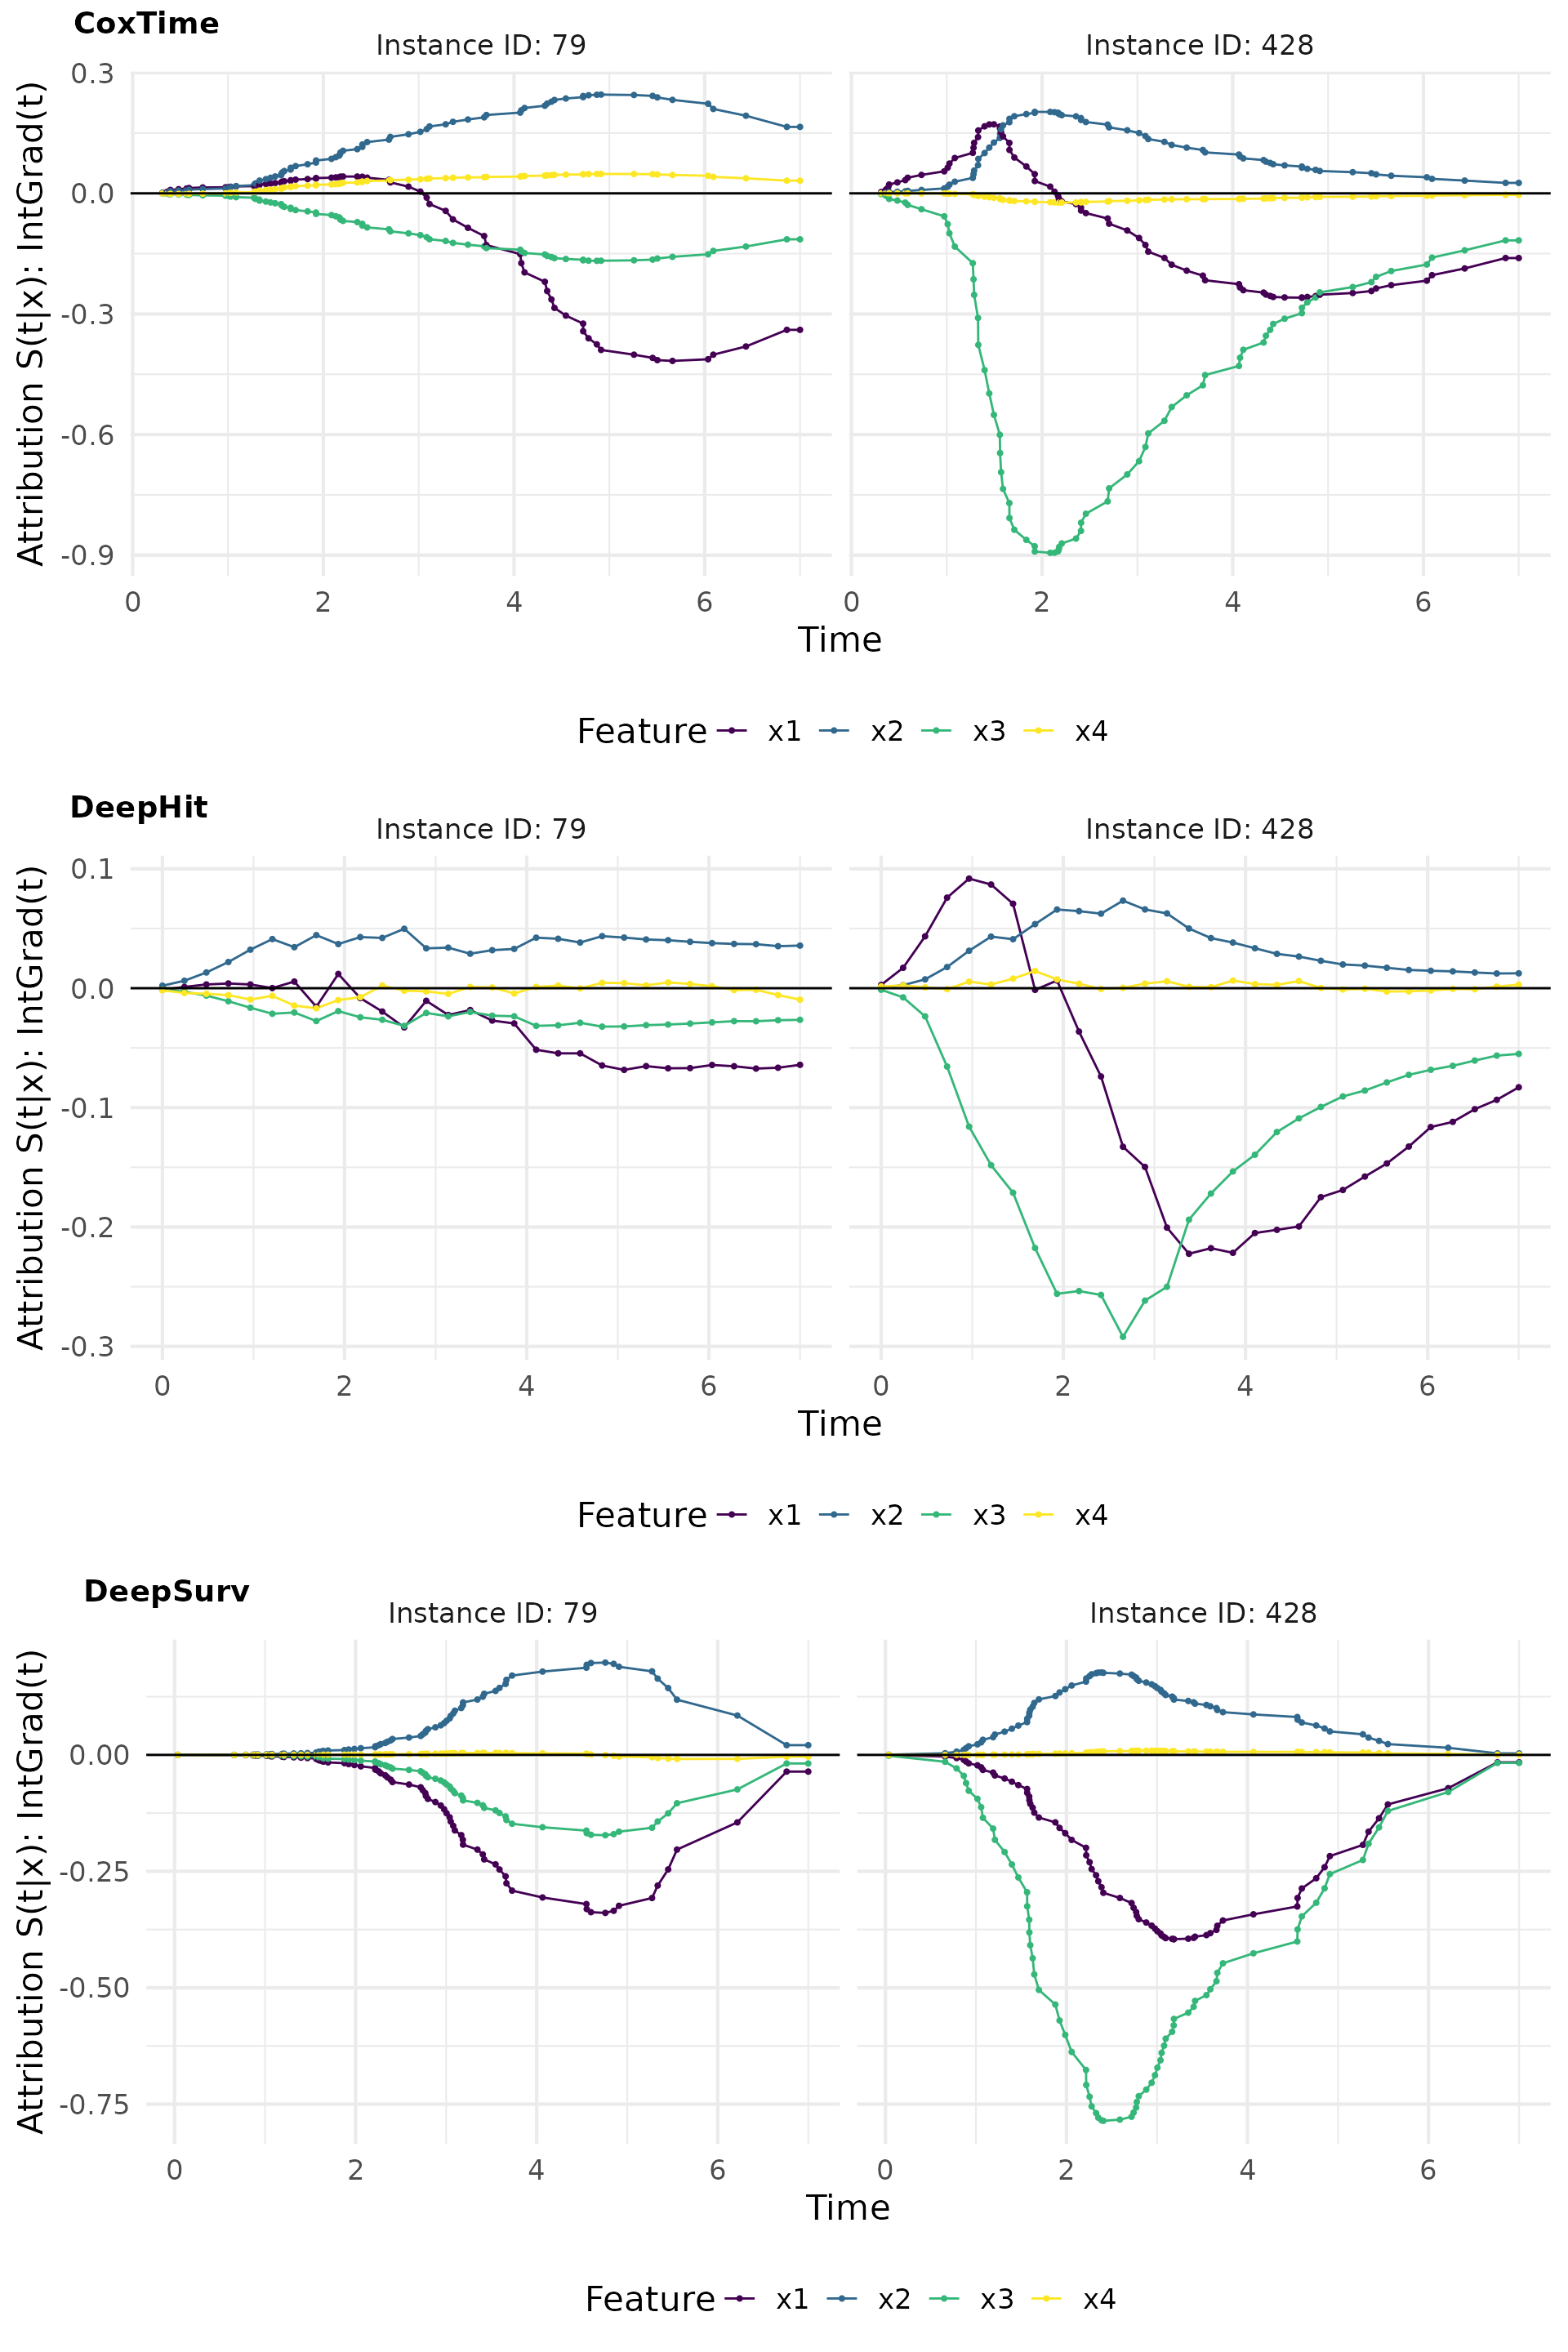 CoxTime
Instance ID: 79
Instance ID: 428
Attribution S(t|x): IntGrad(t)
0.3
0.0
-0.3
-0.6
-0.9
0 2 4 6
0 2 4 6
Time
Feature x1 x2 x3 x4
DeepHit
Instance ID: 79
Instance ID: 428
Attribution S(t|x): IntGrad(t)
0.1
0.0
-0.1
-0.2
-0.3
0 2 4 6
0 2 4 6
Time
Feature x1 x2 x3 x4
DeepSurv
Instance ID: 79
Instance ID: 428
Attribution S(t|x): IntGrad(t)
0.00
-0.25
-0.50
-0.75
0 2 4 6
0 2 4 6
Time
Feature x1 x2 x3 x4